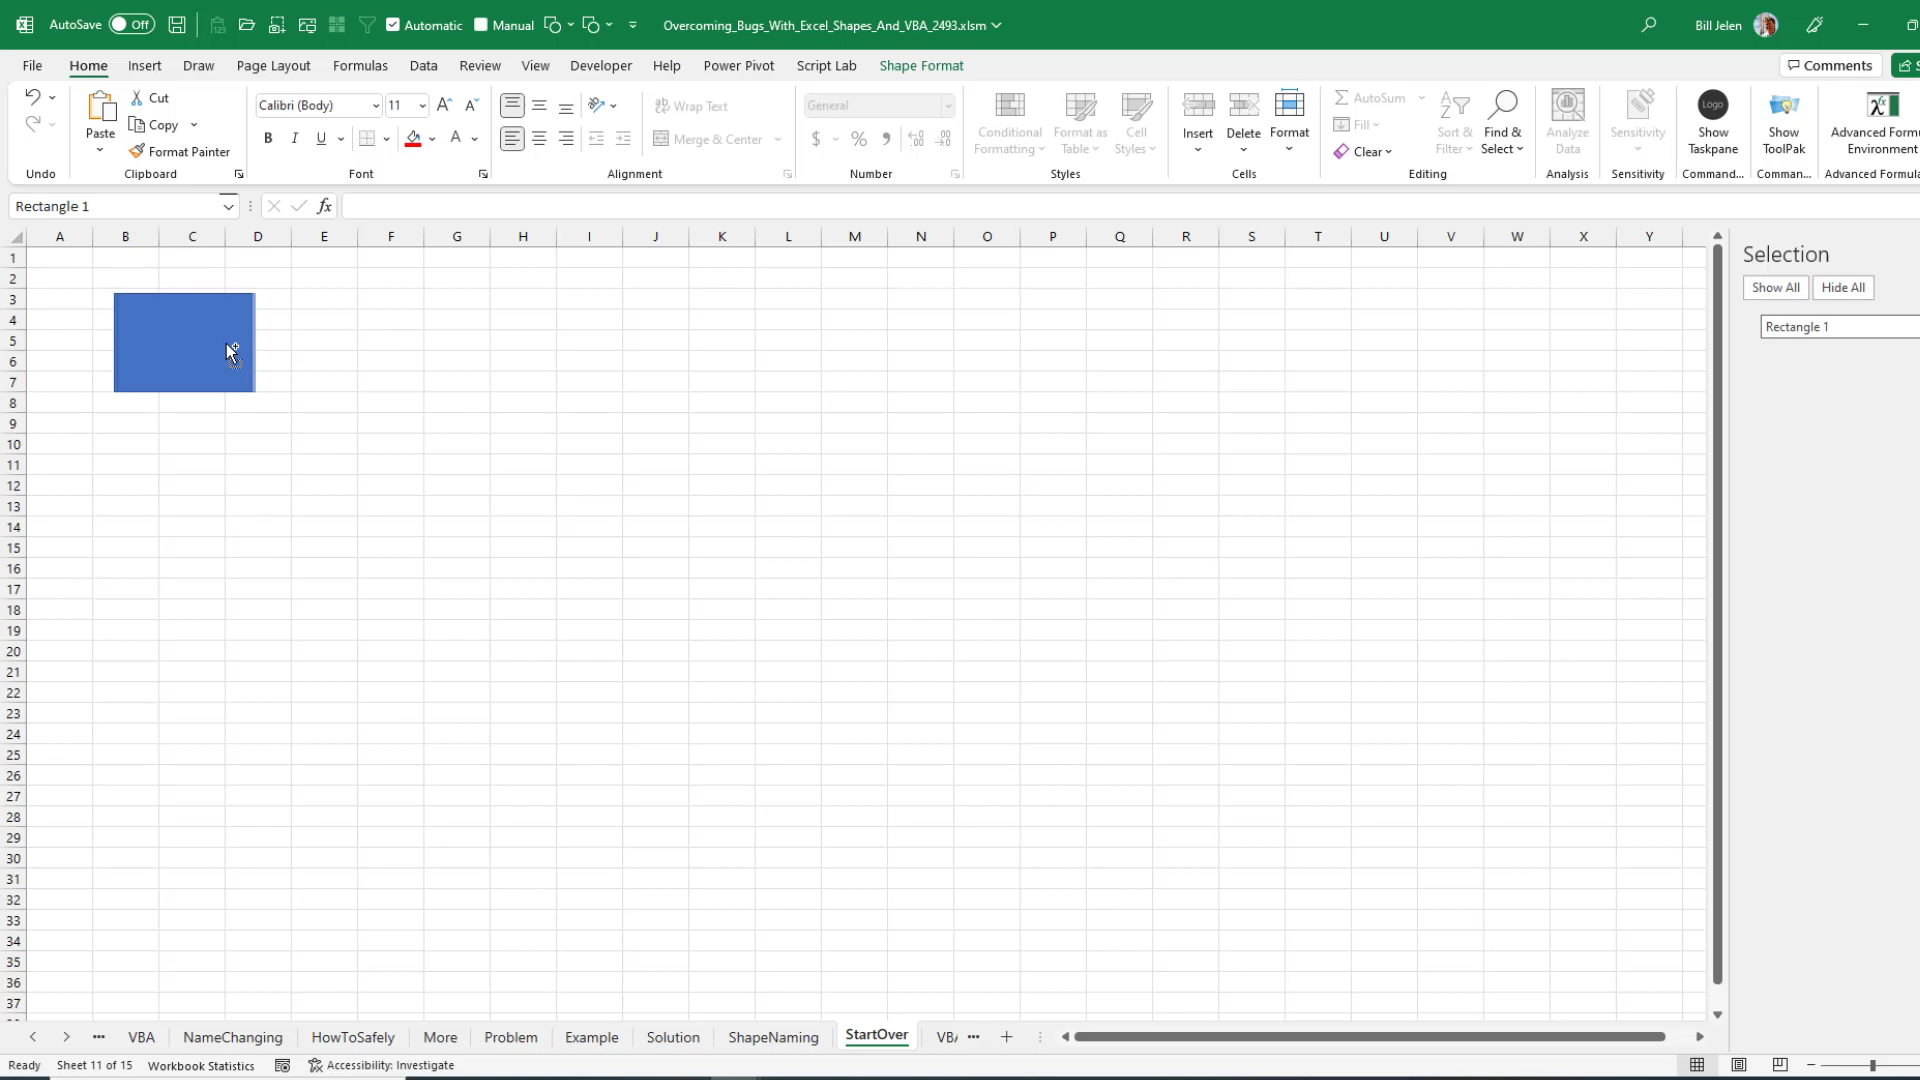 AutoSave Off Automatic Manual Overcoming_Bugs_With_Excel_Shapes_And_VBA_2493.xlsm Bill Jelen
File Home Insert Draw Page Layout Formulas Data Review View Developer Help Power Pivot Script Lab Shape Format Comments
Paste
Cut
Copy
Format Painter
Calibri (Body) 11
B I U A
Wrap Text
Merge & Center
General
$ % 9
Conditional Formatting
Format as Table
Cell Styles
Insert
Delete
Format
AutoSum
Fill
Clear
Sort & Filter
Find & Select
Analyze Data
Sensitivity
Logo
Show Taskpane
Show ToolPak
Advanced Formu
Environment
Undo Clipboard Font Alignment Number Styles Cells Editing Analysis Sensitivity Command... Comman... Advanced Formula
Rectangle 1 fx
A B C D E F G H I J K L M N O P Q R S T U V W X Y
1
2
3
4
5
6
7
8
9
10
11
12
13
14
15
16
17
18
19
20
21
22
23
24
25
26
27
28
29
30
31
32
33
34
35
36
37
Selection
Show All Hide All
Rectangle 1
VBA NameChanging HowToSafely More Problem Example Solution ShapeNaming StartOver
Ready Sheet 11 of 15 Workbook Statistics Accessibility: Investigate